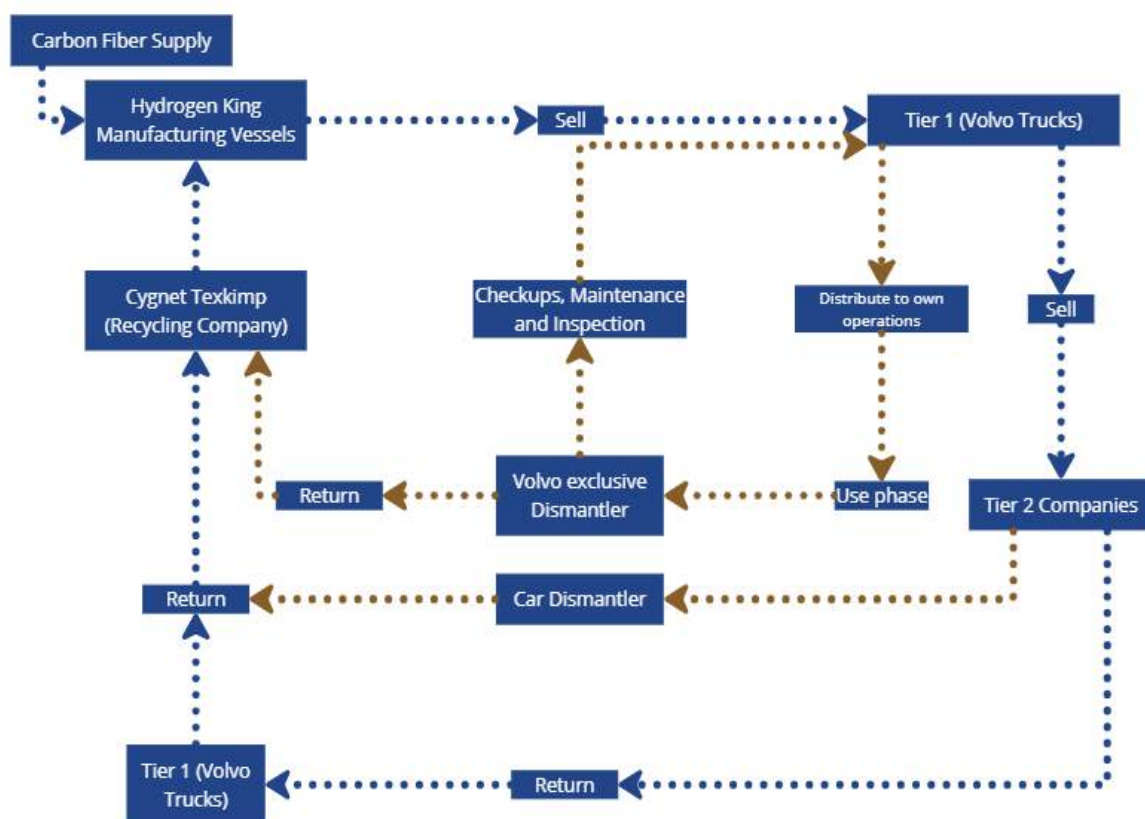 Carbon Fiber Supply
Hydrogen King
Manufacturing Vessels
Sell
Tier 1 (Volvo Trucks)
Cygnet Texkimp
(Recycling Company)
Checkups, Maintenance
and Inspection
Distribute to own
operations
Sell
Return
Volvo exclusive
Dismantler
Use phase
Tier 2 Companies
Return
Car Dismantler
Tier 1 (Volvo
Trucks)
Return